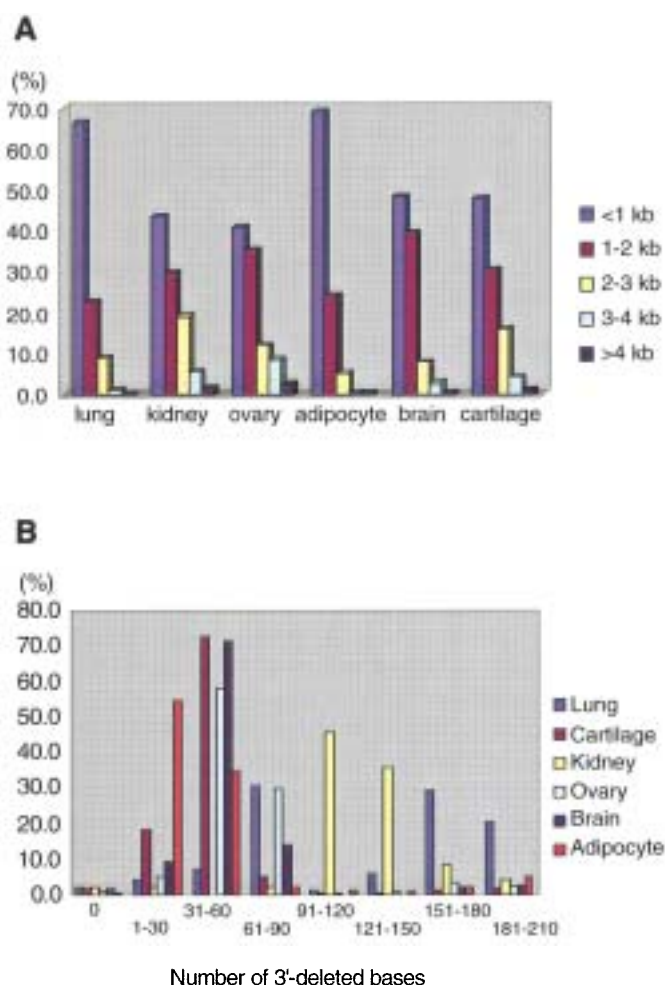 A
(%)
70.0
60.0
50.0
40.0
30.0
20.0
10.0
0.0
lung kidney ovary adipocyte brain cartilage
<1 kb
1-2 kb
2-3 kb
3-4 kb
>4 kb
B
(%)
80.0
70.0
60.0
50.0
40.0
30.0
20.0
10.0
0.0
0 31-60 91-120 151-180
1-30 61-90 121-150 181-210
Lung
Cartilage
Kidney
Ovary
Brain
Adipocyte
Number of 3'-deleted bases